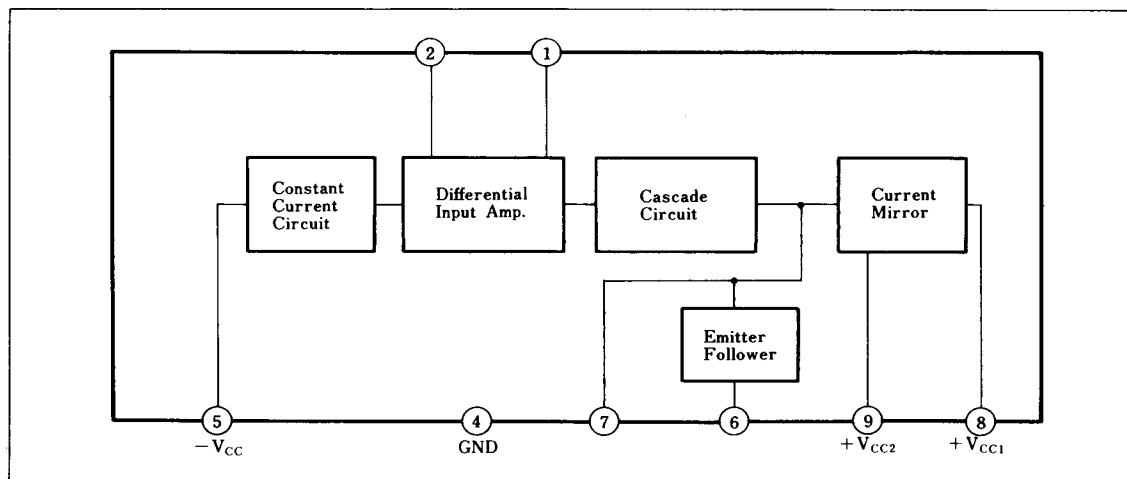 2
1
Constant
Current
Circuit
Differential
Input Amp.
Cascade
Circuit
Current
Mirror
Emitter
Follower
5
4
7
6
9
8
−VCC
GND
+VCC2
+VCC1